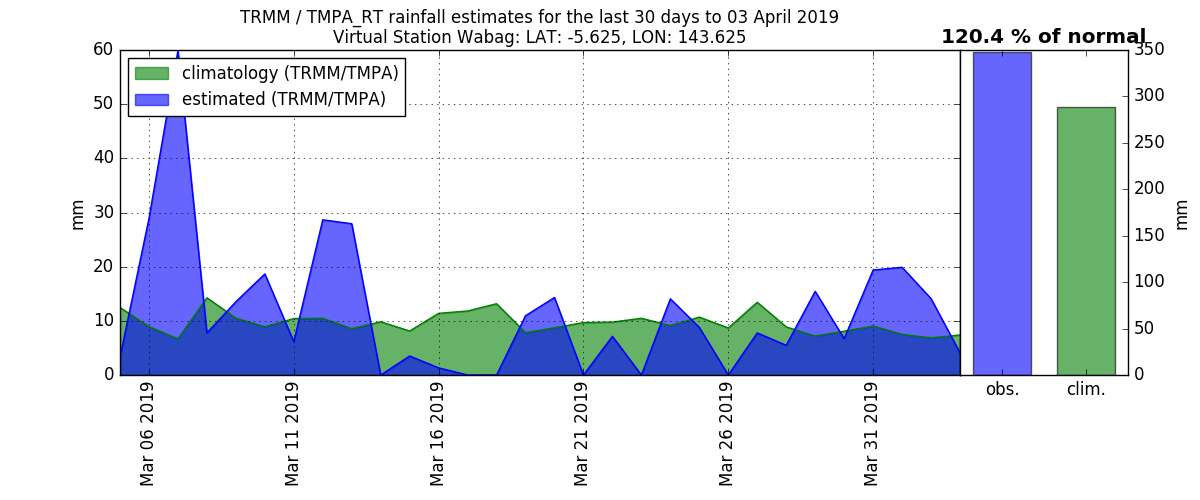 TRMM / TMPA_RT rainfall estimates for the last 30 days to 03 April 2019
Virtual Station Wabag: LAT: -5.625, LON: 143.625
120.4 % of normal
climatology (TRMM/TMPA)
estimated (TRMM/TMPA)
60
50
40
30
20
10
0
mm
Mar 06 2019
Mar 11 2019
Mar 16 2019
Mar 21 2019
Mar 26 2019
Mar 31 2019
350
300
250
200
150
100
50
0
mm
obs.
clim.